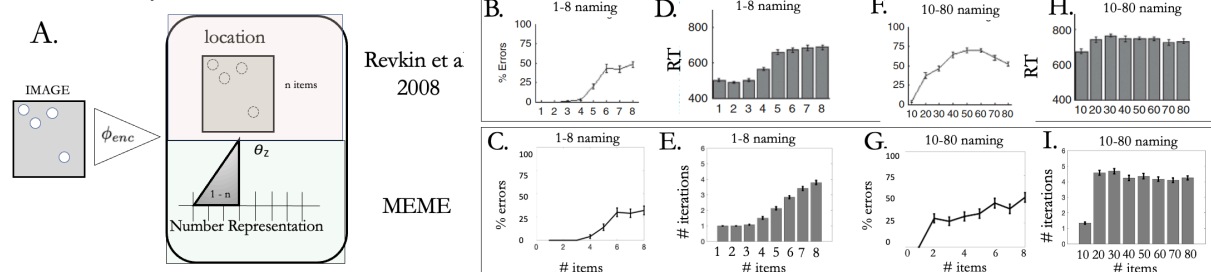 A.
IMAGE
ϕenc
location
n items
θz
1 - n
Number Representation
Revkin et a
2008
MEME
B.
1-8 naming
% Errors
100
75
50
25
0
1 2 3 4 5 6 7 8
D.
1-8 naming
RT
800
600
400
1 2 3 4 5 6 7 8
F.
10-80 naming
100
75
50
25
0
10 20 30 40 50 60 70 80
H.
10-80 naming
RT
800
600
400
10 20 30 40 50 60 70 80
C.
1-8 naming
% errors
100
75
50
25
0
0 2 4 6 8
# items
E.
1-8 naming
# iterations
6
5
4
3
2
1
0
1 2 3 4 5 6 7 8
# items
G.
10-80 naming
% errors
100
75
50
25
0
0 2 4 6 8
# items
I.
10-80 naming
# iterations
6
5
4
3
2
1
0
10 20 30 40 50 60 70 80
# items